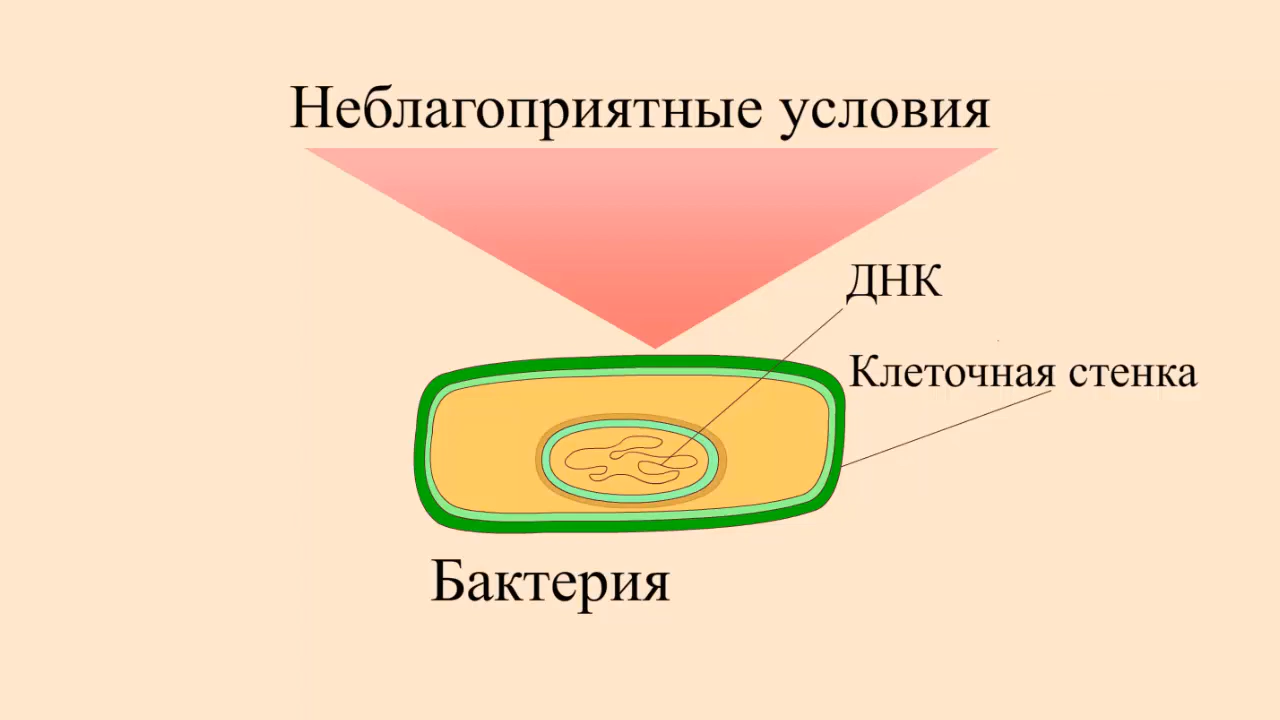 Неблагоприятные условия
ДНК
Клеточная стенка
Бактерия